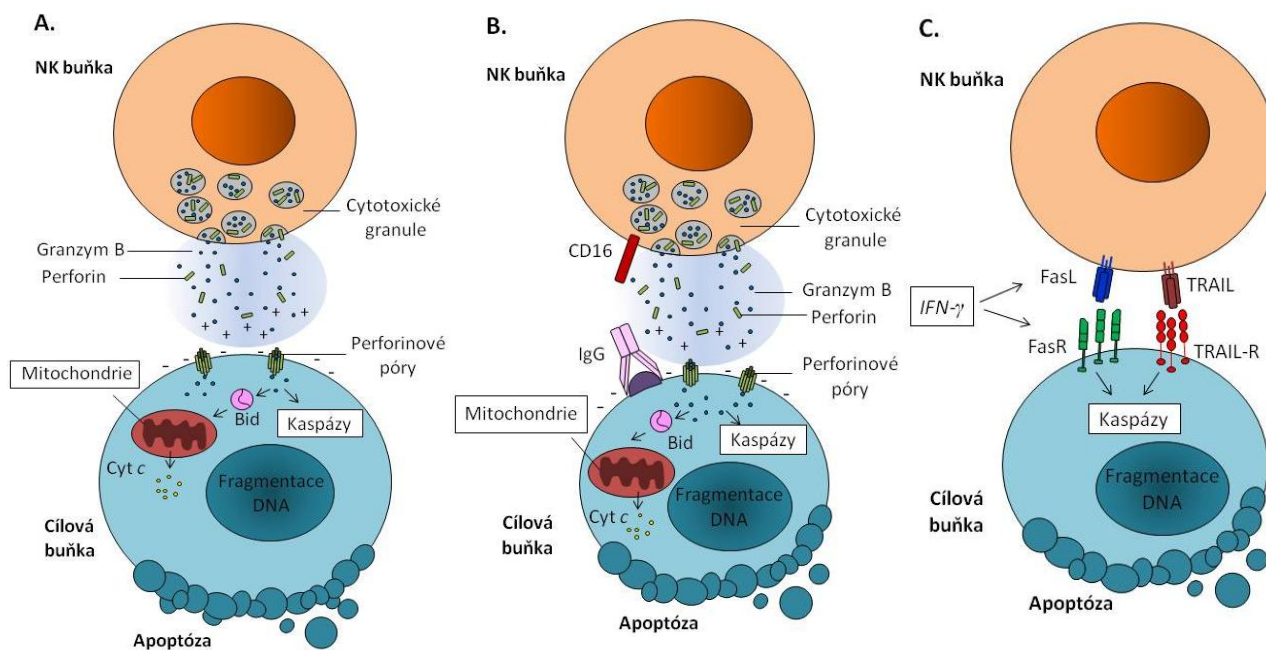 A.
NK buňka
Cytotoxické
granule
Granzym B
Perforin
+ + + + + +
- - - -
Perforinové
póry
Mitochondrie
Bid
Kaspázy
Cyt c
Fragmentace
DNA
Cílová
buňka
Apoptóza
B.
NK buňka
Cytotoxické
granule
CD16
Granzym B
Perforin
IgG
Perforinové
póry
Mitochondrie
Bid
Kaspázy
Cyt c
Fragmentace
DNA
Cílová
buňka
Apoptóza
C.
NK buňka
FasL
TRAIL
IFN-γ
FasR
TRAIL-R
Kaspázy
Fragmentace
DNA
Cílová
buňka
Apoptóza